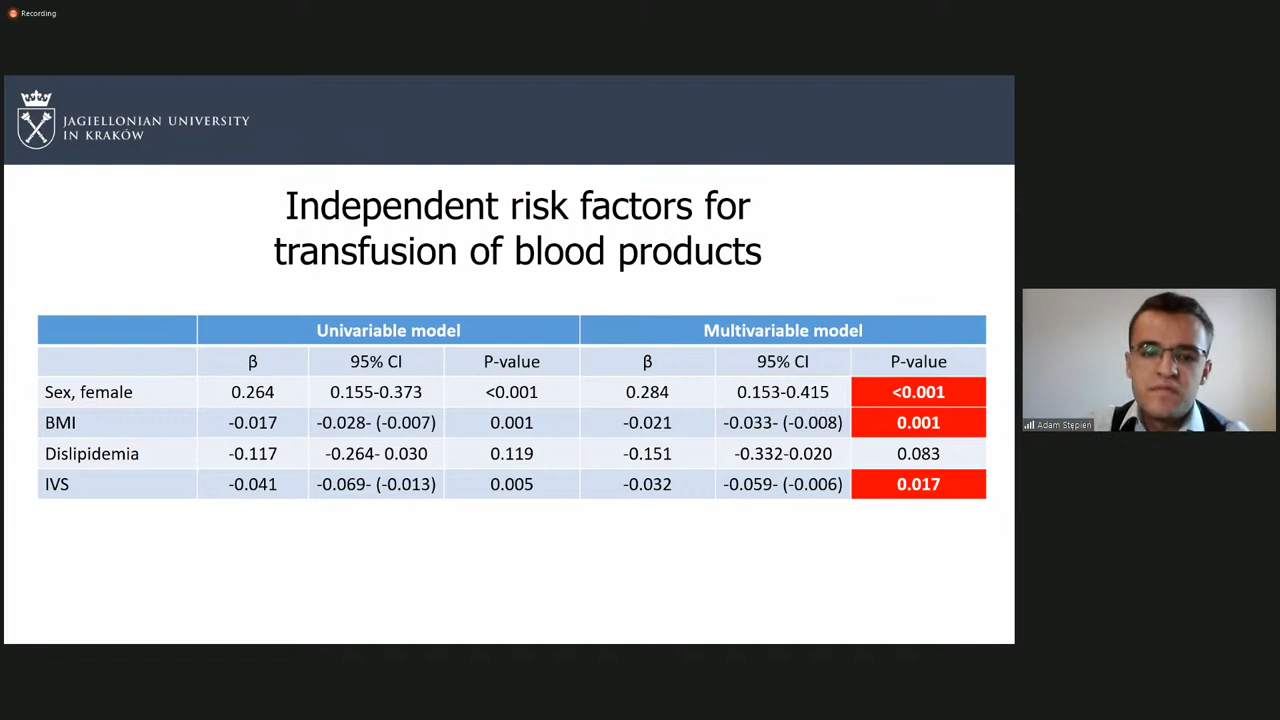 Recording
JAGIELLONIAN UNIVERSITY
IN KRAKÓW
Independent risk factors for
transfusion of blood products
Univariable model Multivariable model
β 95% CI P-value β 95% CI P-value
Sex, female 0.264 0.155-0.373 <0.001 0.284 0.153-0.415 <0.001
BMI -0.017 -0.028- (-0.007) 0.001 -0.021 -0.033- (-0.008) 0.001
Dislipidemia -0.117 -0.264- 0.030 0.119 -0.151 -0.332-0.020 0.083
IVS -0.041 -0.069- (-0.013) 0.005 -0.032 -0.059- (-0.006) 0.017
Adam Stępień